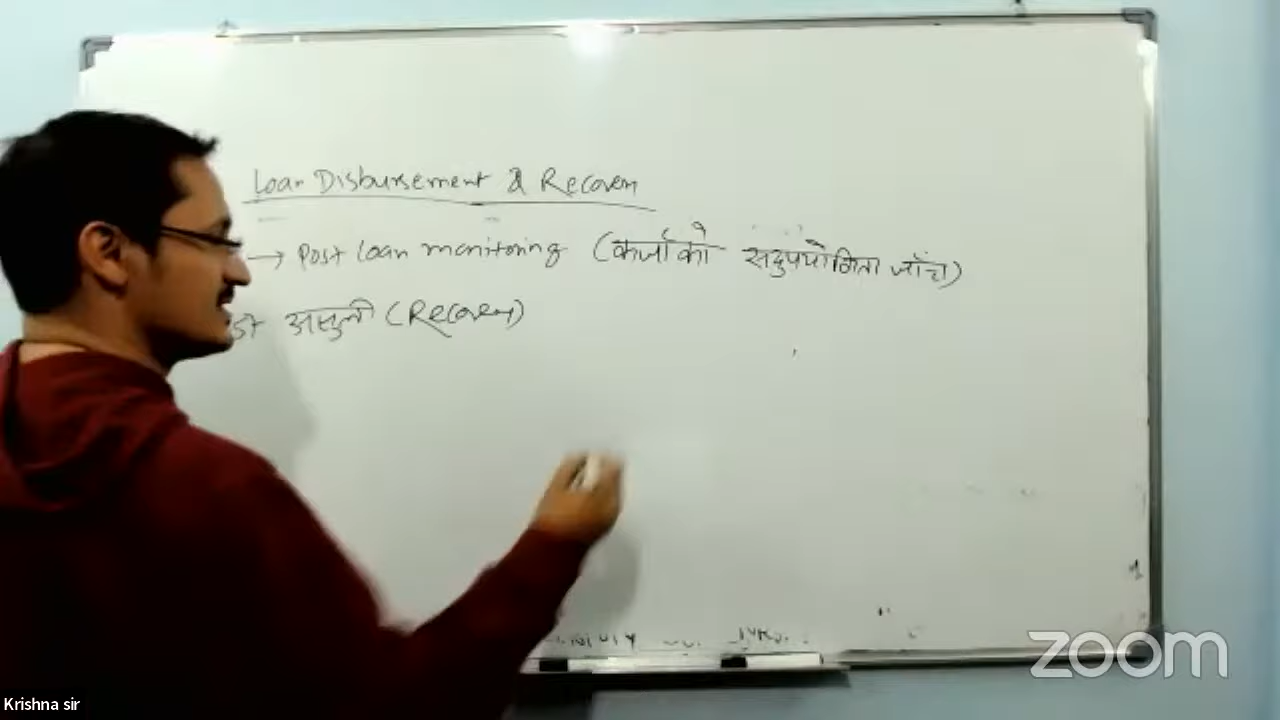 Loan Disbursement & Recovery
→ Post Loan monitoring (कर्जाको सदुपयोगिता जाँच)
असुली (Recovery)
zoom
Krishna sir